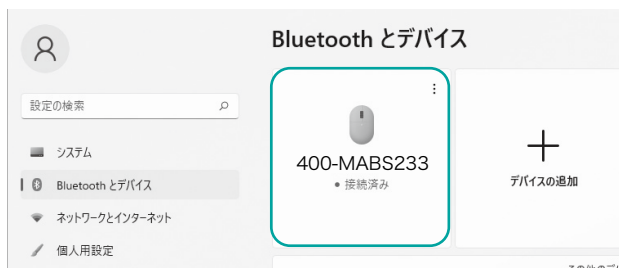 Bluetooth とデバイス
設定の検索
システム
Bluetooth とデバイス
ネットワークとインターネット
個人用設定
400-MABS233
接続済み
デバイスの追加